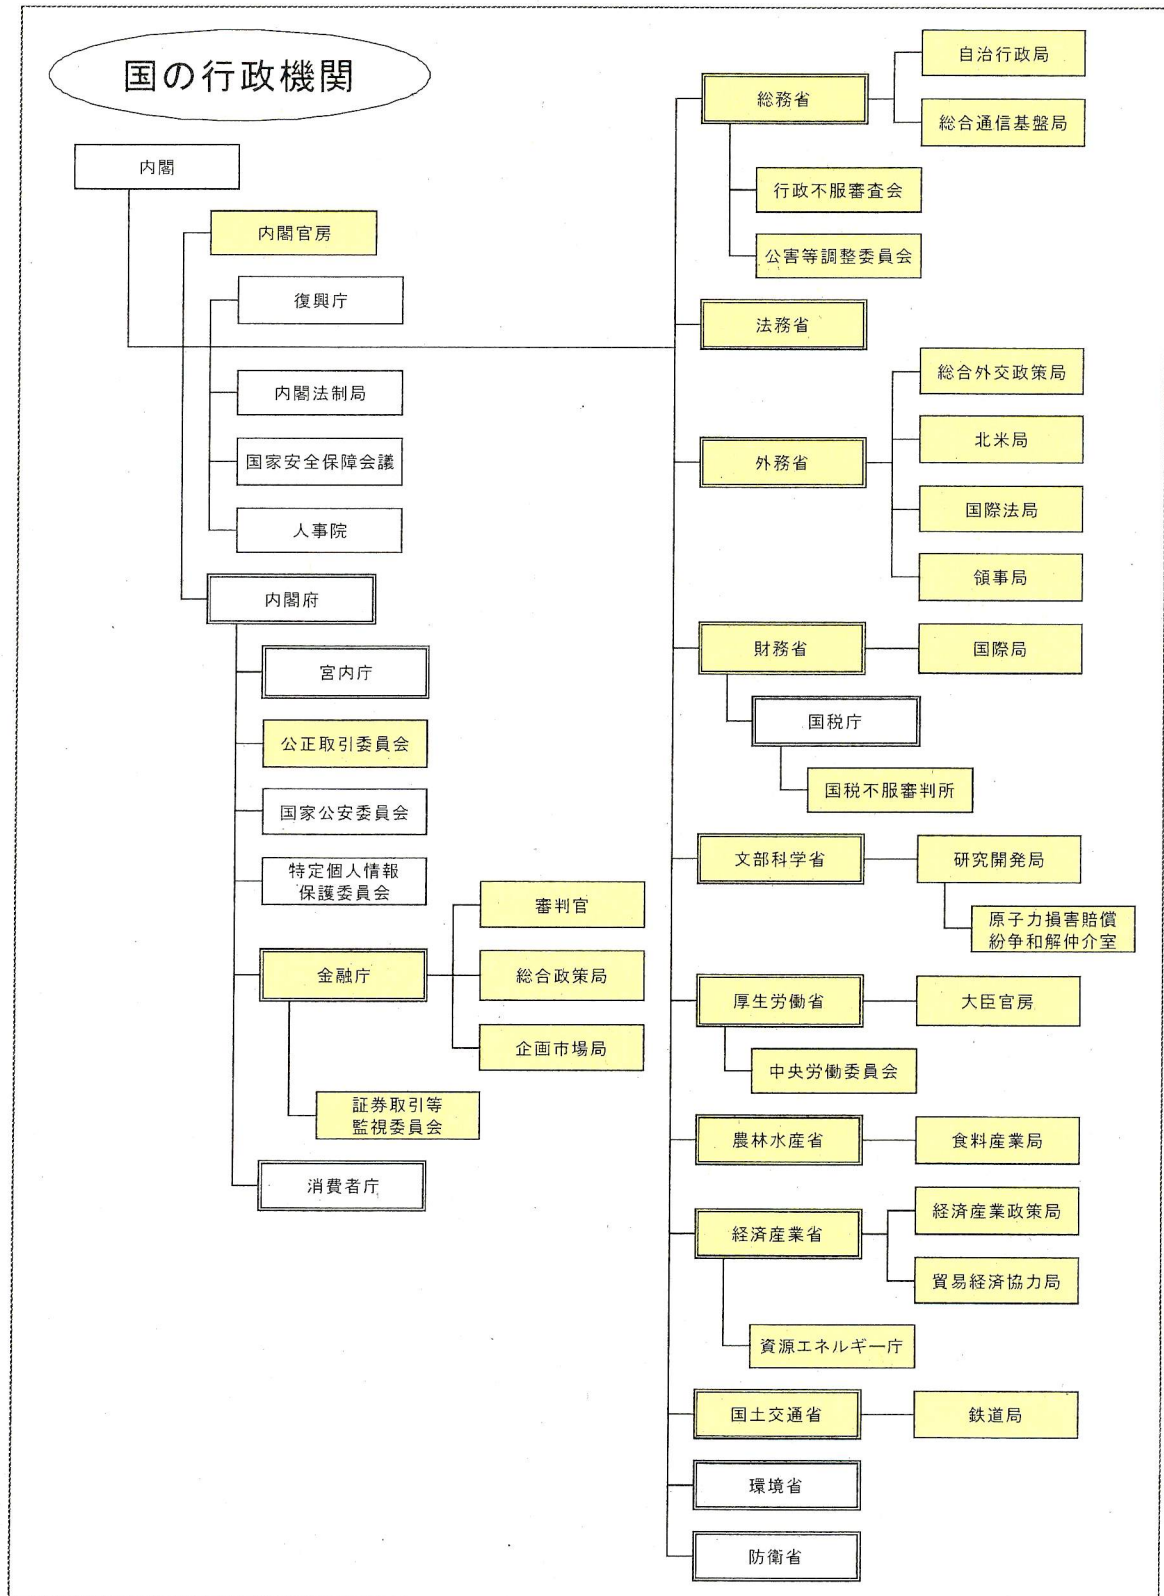 国の行政機関
内閣
内閣官房
復興庁
内閣法制局
国家安全保障会議
人事院
内閣府
宮内庁
公正取引委員会
国家公安委員会
特定個人情報
保護委員会
金融庁
審判官
総合政策局
企画市場局
証券取引等
監視委員会
消費者庁
総務省
自治行政局
総合通信基盤局
行政不服審査会
公害等調整委員会
法務省
外務省
総合外交政策局
北米局
国際法局
領事局
財務省
国際局
国税庁
国税不服審判所
文部科学省
研究開発局
原子力損害賠償
紛争和解仲介室
厚生労働省
大臣官房
中央労働委員会
農林水産省
食料産業局
経済産業省
経済産業政策局
貿易経済協力局
資源エネルギー庁
国土交通省
鉄道局
環境省
防衛省